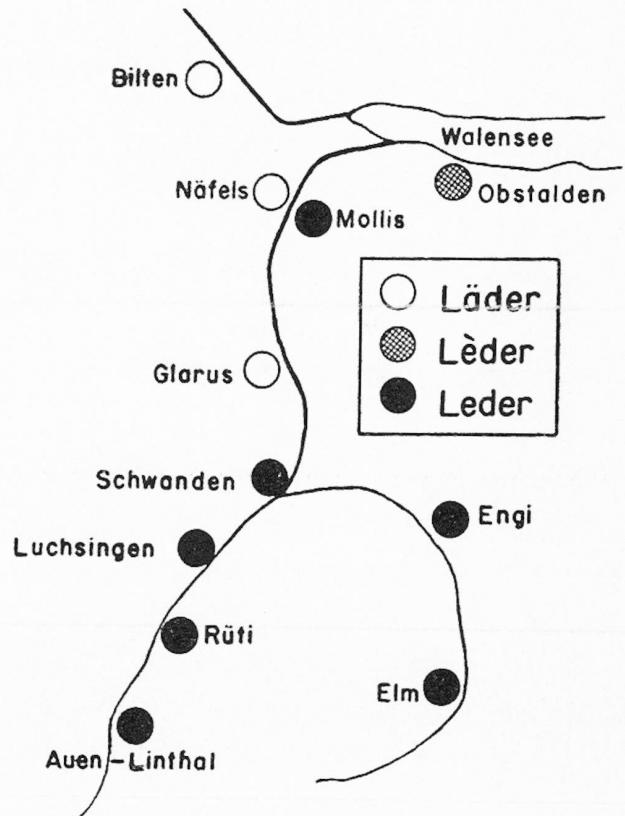 Bilten
Walensee
Näfels
Obstalden
Mollis
Läder
Lèder
Leder
Glarus
Schwanden
Engi
Luchsingen
Rüti
Elm
Auen-Linthal